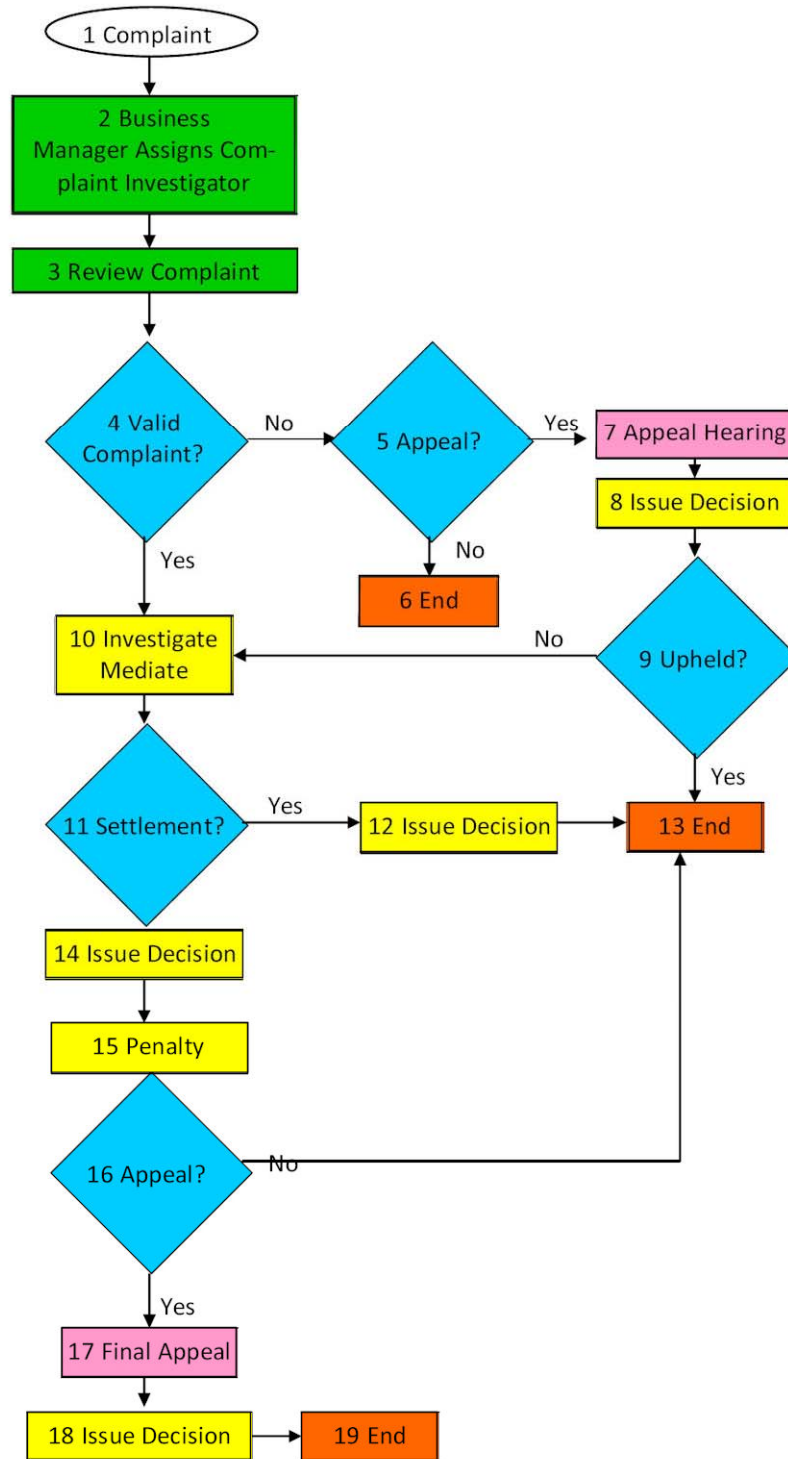 1 Complaint
2 Business
Manager Assigns Com-
plaint Investigator
3 Review Complaint
4 Valid
Complaint?
No
5 Appeal?
Yes
7 Appeal Hearing
8 Issue Decision
No
6 End
Yes
10 Investigate
Mediate
No
9 Upheld?
Yes
11 Settlement?
Yes
12 Issue Decision
13 End
14 Issue Decision
15 Penalty
16 Appeal?
No
Yes
17 Final Appeal
18 Issue Decision
19 End